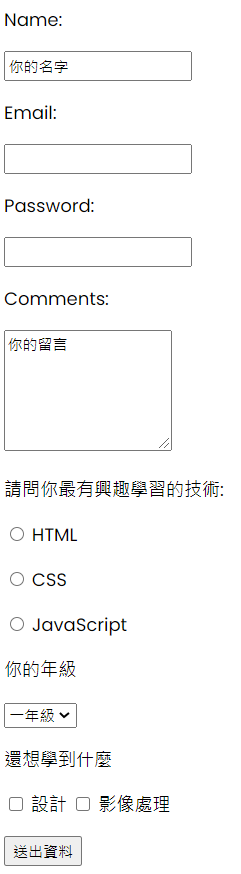 Name:
你的名字
Email:
Password:
Comments:
你的留言
請問你最有興趣學習的技術:
HTML
CSS
JavaScript
你的年級
一年級
還想學到什麼
設計 影像處理
送出資料